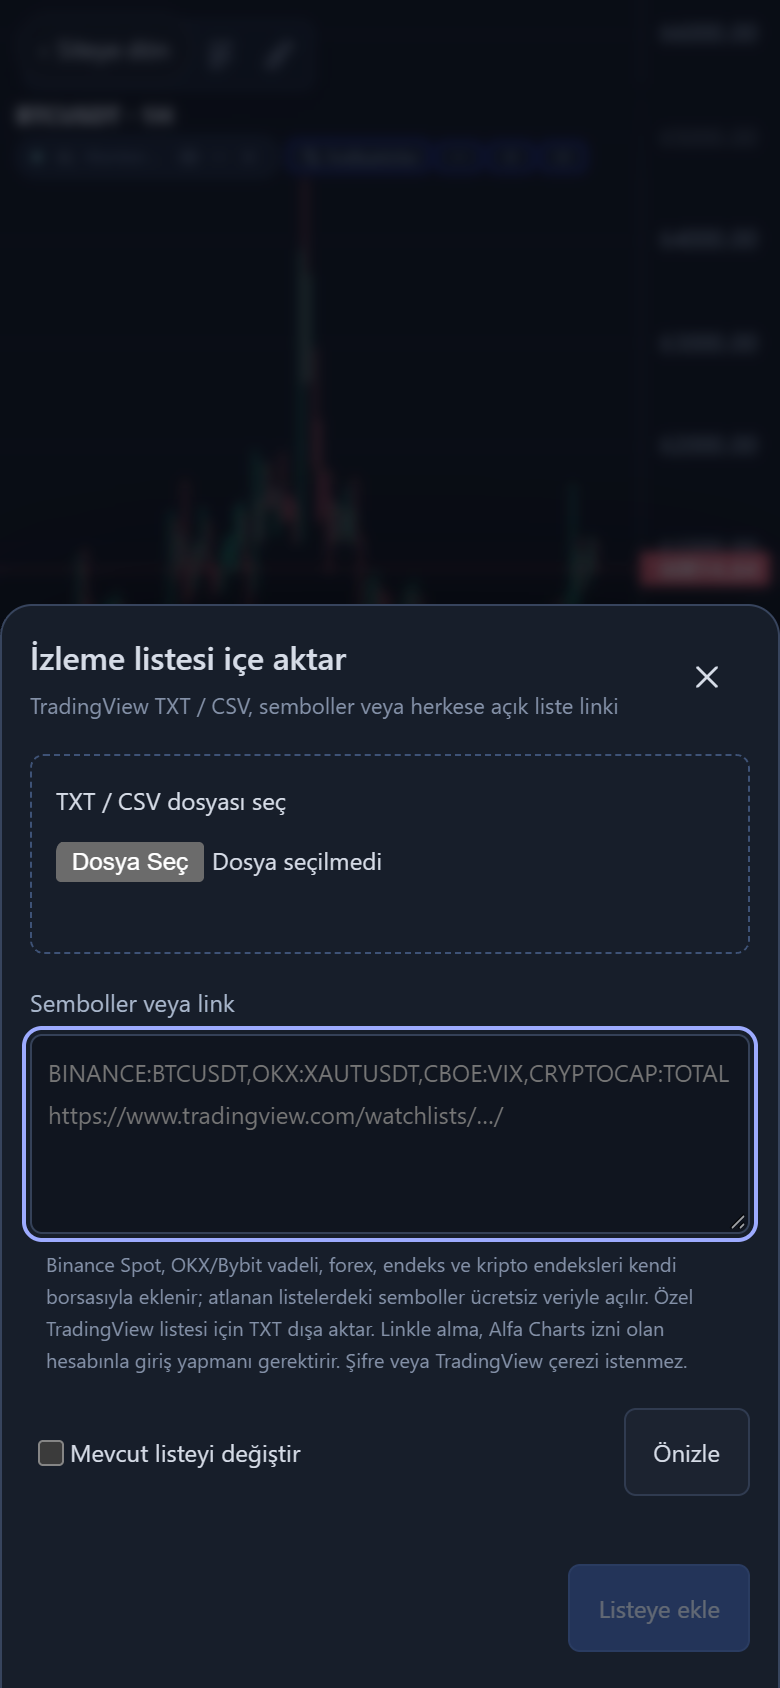 BTCUSDT
İzleme listesi içe aktar
TradingView TXT / CSV, semboller veya herkese açık liste linki
TXT / CSV dosyası seç
Dosya Seç Dosya seçilmedi
Semboller veya link
BINANCE:BTCUSDT,OKX:XAUTUSDT,CBOE:VIX,CRYPTOCAP:TOTAL
https://www.tradingview.com/watchlists/.../
Binance Spot, OKX/Bybit vadeli, forex, endeks ve kripto endeksleri kendi
borsasıyla eklenir; atlanan listelerdeki semboller ücretsiz veriyle açılır. Özel
TradingView listesi için TXT dışa aktar. Linkle alma, Alfa Charts izni olan
hesabınla giriş yapmanı gerektirir. Şifre veya TradingView çerezi istenmez.
Mevcut listeyi değiştir
Önizle
Listeye ekle